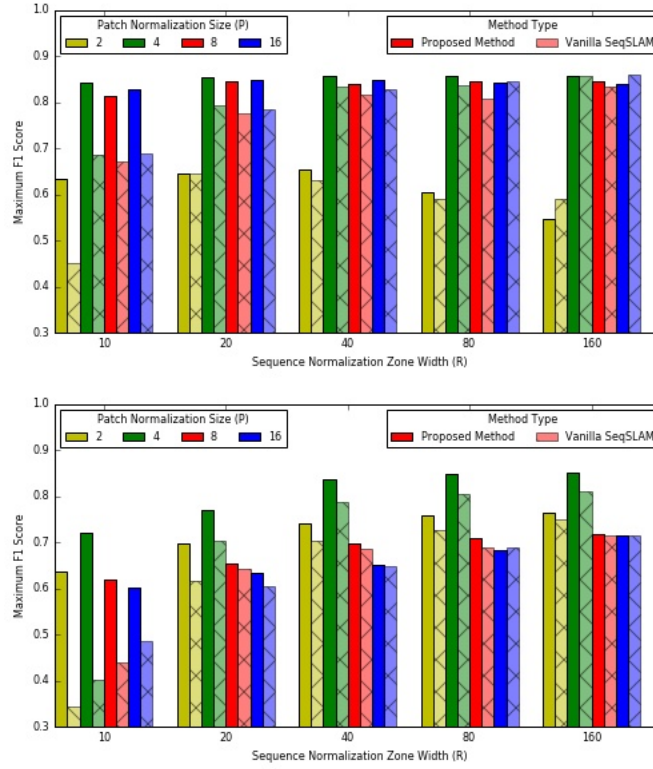 Patch Normalization Size (P)
2 4 8 16
Method Type
Proposed Method Vanilla SeqSLAM
1.0
0.9
0.8
0.7
0.6
0.5
0.4
0.3
Maximum F1 Score
10 20 40 80 160
Sequence Normalization Zone Width (R)
Patch Normalization Size (P)
2 4 8 16
Method Type
Proposed Method Vanilla SeqSLAM
1.0
0.9
0.8
0.7
0.6
0.5
0.4
0.3
Maximum F1 Score
10 20 40 80 160
Sequence Normalization Zone Width (R)